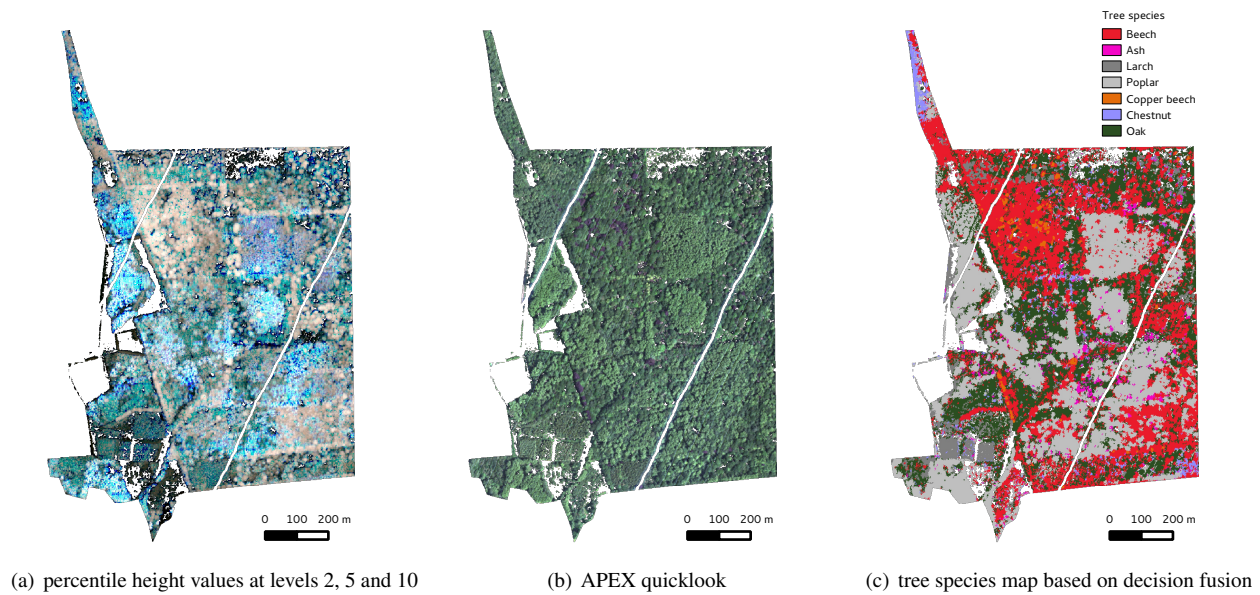 Tree species
Beech
Ash
Larch
Poplar
Copper beech
Chestnut
Oak
0 100 200 m
0 100 200 m
0 100 200 m
(a) percentile height values at levels 2, 5 and 10
(b) APEX quicklook
(c) tree species map based on decision fusion